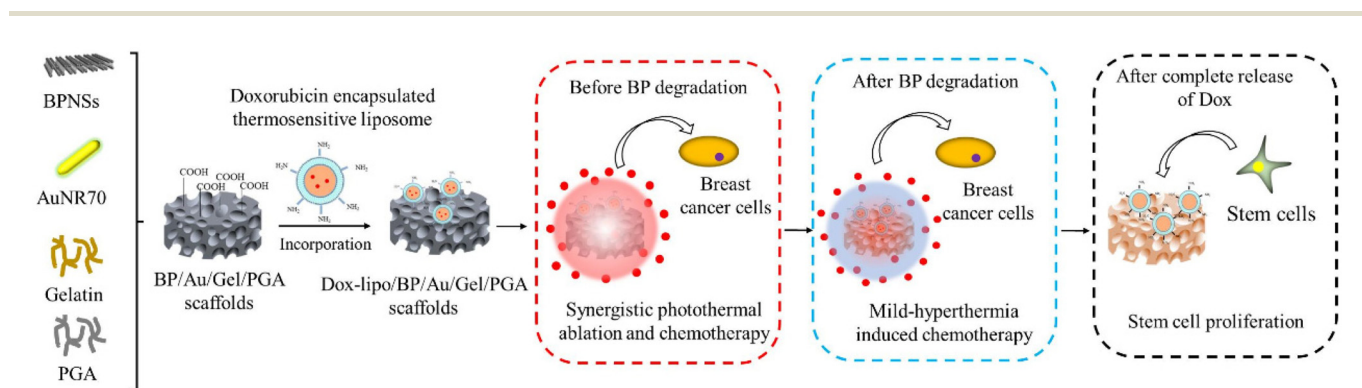 BPNSs
AuNR70
Gelatin
PGA
COOH
COOH
COOH
COOH
BP/Au/Gel/PGA
scaffolds
Doxorubicin encapsulated
thermosensitive liposome
NH₂
H₂N
NH₂
NH₂
NH₂
NH₂
Incorporation
Dox-lipo/BP/Au/Gel/PGA
scaffolds
Before BP degradation
Breast
cancer cells
Synergistic photothermal
ablation and chemotherapy
After BP degradation
Breast
cancer cells
Mild-hyperthermia
induced chemotherapy
After complete release
of Dox
Stem cells
Stem cell proliferation